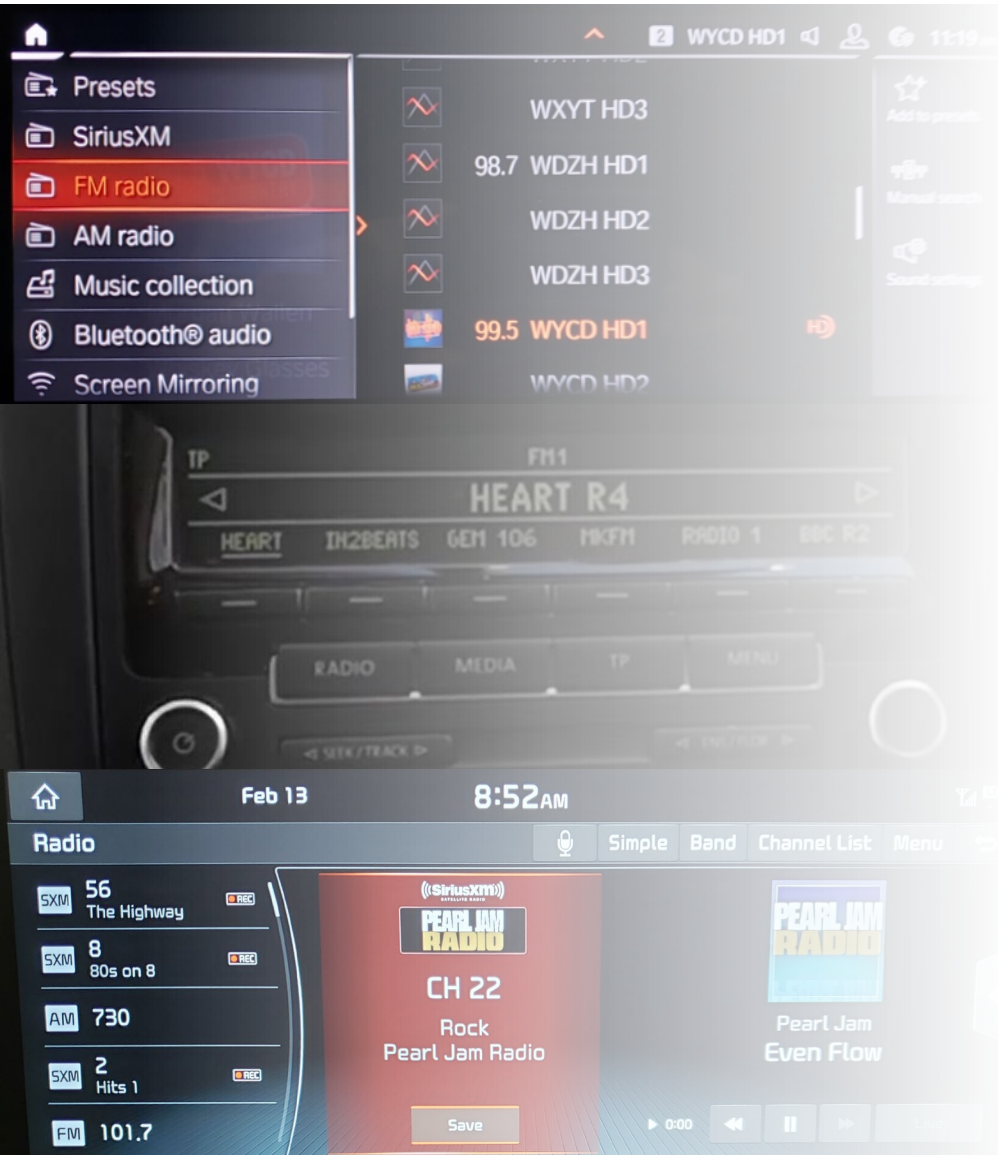 2 WYCD HD1 11:19
Presets
SiriusXM
FM radio
AM radio
Music collection
Bluetooth® audio
Screen Mirroring
WXYT HD3
98.7 WDZH HD1
WDZH HD2
WDZH HD3
99.5 WYCD HD1 HD
WYCD HD2
Add to presets
Manual search
Sound settings
TP FM1
HEART R4
HEART IN2BEATS GEM 106 MKFM RADIO 1 BBC R2
RADIO MEDIA TP MENU
SEEK/TRACK
Feb 13 8:52AM
Radio Simple Band Channel List Menu
SXM 56 REC
The Highway
SXM 8 REC
80s on 8
AM 730
SXM 2 REC
Hits 1
FM 101.7
((SiriusXM))
SATELLITE RADIO
PEARL JAM
RADIO
CH 22
Rock
Pearl Jam Radio
Save
PEARL JAM
RADIO
Pearl Jam
Even Flow
0:00